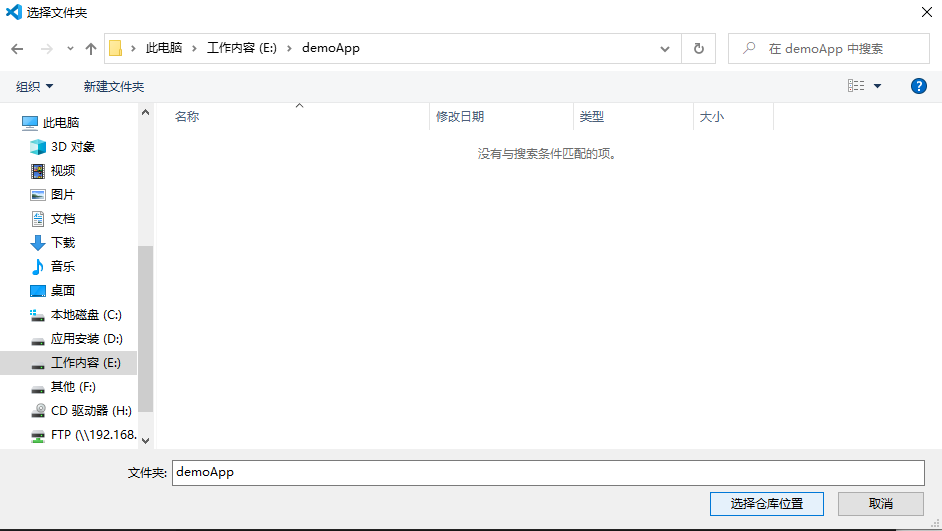 选择文件夹
此电脑 › 工作内容 (E:) › demoApp
在 demoApp 中搜索
组织 新建文件夹
名称 修改日期 类型 大小
没有与搜索条件匹配的项。
此电脑
3D 对象
视频
图片
文档
下载
音乐
桌面
本地磁盘 (C:)
应用安装 (D:)
工作内容 (E:)
其他 (F:)
CD 驱动器 (H:)
FTP (\\192.168.
文件夹: demoApp
选择仓库位置 取消